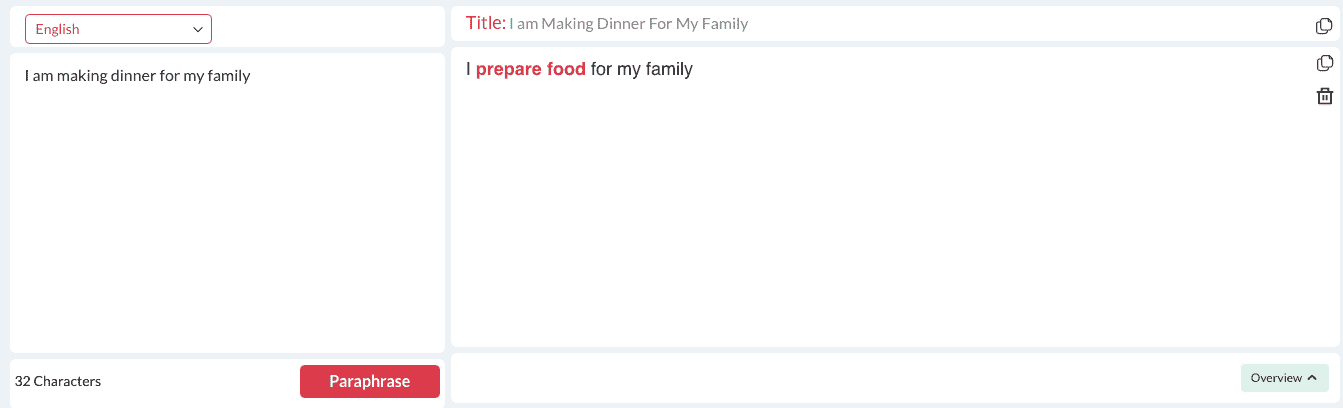 English
I am making dinner for my family
32 Characters
Paraphrase
Title: I am Making Dinner For My Family
I prepare food for my family
Overview